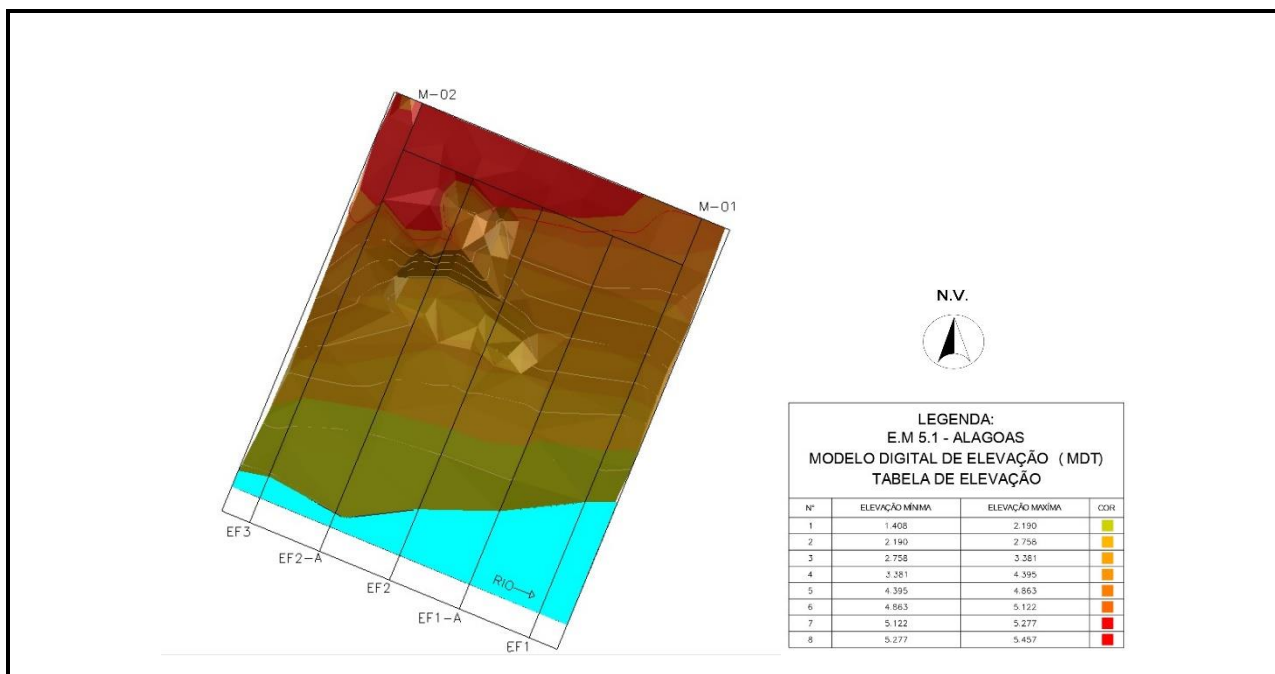 M-02
M-01
EF3
EF2-A
EF2
EF1-A
EF1
RIO
N.V.
LEGENDA:
E.M 5.1 - ALAGOAS
MODELO DIGITAL DE ELEVAÇÃO (MDT)
TABELA DE ELEVAÇÃO
N° ELEVAÇÃO MÍNIMA ELEVAÇÃO MAXÍMA COR
1 1.408 2.190
2 2.190 2.758
3 2.758 3.381
4 3.381 4.395
5 4.395 4.863
6 4.863 5.122
7 5.122 5.277
8 5.277 5.457